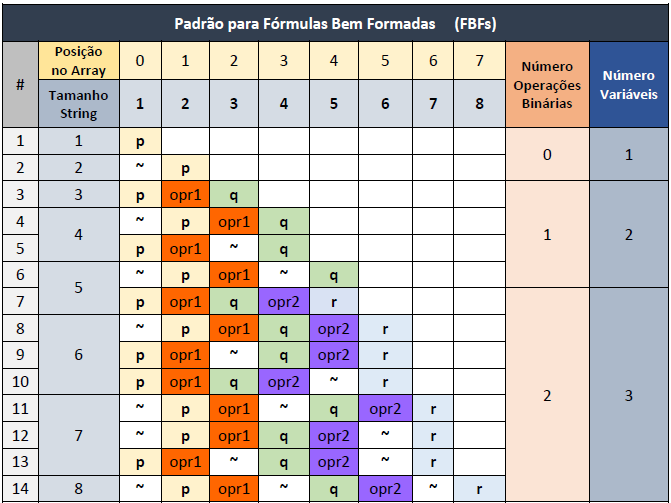 Padrão para Fórmulas Bem Formadas (FBFs)
# Posição no Array 0 1 2 3 4 5 6 7 Número Operações Binárias Número Variáveis
Tamanho String 1 2 3 4 5 6 7 8
1 1 p 0 1
2 2 ~ p
3 3 p opr1 q 1 2
4 4 ~ p opr1 q
5 p opr1 ~ q
6 5 ~ p opr1 ~ q
7 p opr1 q opr2 r 2 3
8 6 ~ p opr1 q opr2 r
9 p opr1 ~ q opr2 r
10 p opr1 q opr2 ~ r
11 7 ~ p opr1 ~ q opr2 r
12 ~ p opr1 q opr2 ~ r
13 p opr1 ~ q opr2 ~ r
14 8 ~ p opr1 ~ q opr2 ~ r